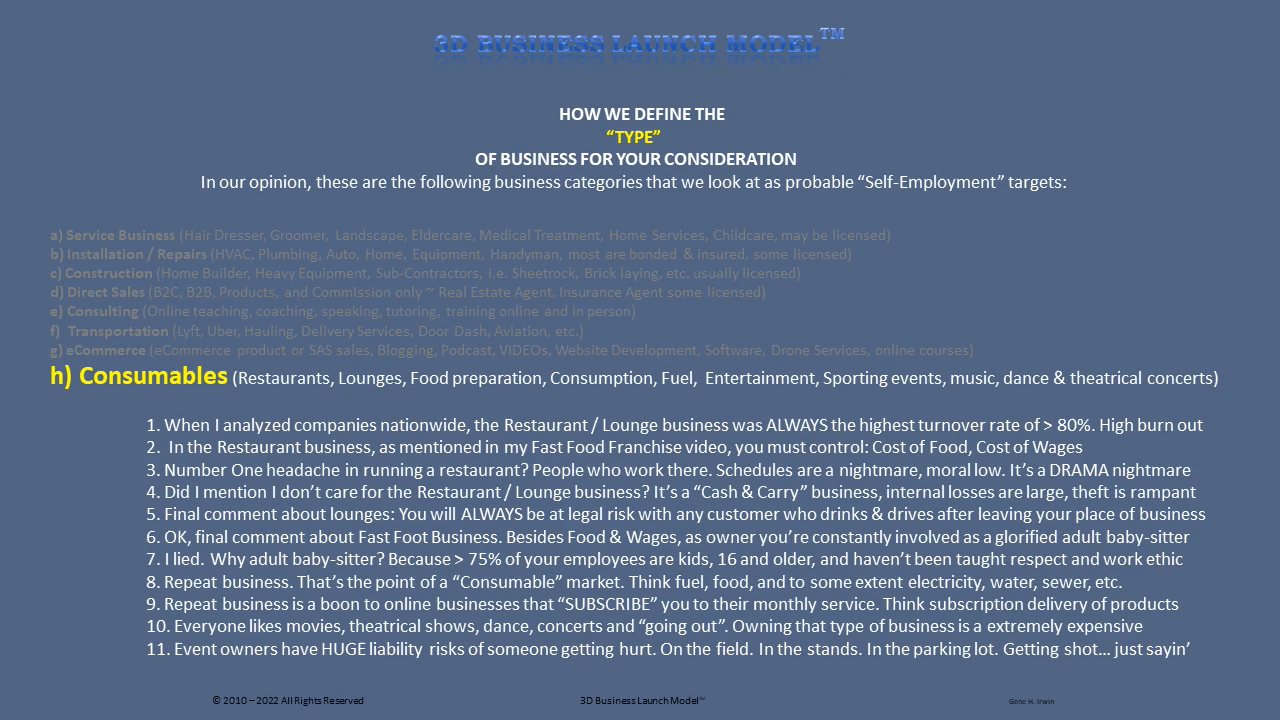 3D BUSINESS LAUNCH MODEL™
HOW WE DEFINE THE
“TYPE”
OF BUSINESS FOR YOUR CONSIDERATION
In our opinion, these are the following business categories that we look at as probable “Self-Employment” targets:
a) Service Business (Hair Dresser, Groomer, Landscape, Eldercare, Medical Treatment, Home Services, Childcare, may be licensed)
b) Installation / Repairs (HVAC, Plumbing, Auto, Home, Equipment, Handyman, most are bonded & insured, some licensed)
c) Construction (Home Builder, Heavy Equipment, Sub-Contractors, i.e. Sheetrock, Brick laying, etc. usually licensed)
d) Direct Sales (B2C, B2B, Products, and Commission only ~ Real Estate Agent, Insurance Agent some licensed)
e) Consulting (Online teaching, coaching, speaking, tutoring, training online and in person)
f) Transportation (Lyft, Uber, Hauling, Delivery Services, Door Dash, Aviation, etc.)
g) eCommerce (eCommerce product or SAS sales, Blogging, Podcast, VIDEOs, Website Development, Software, Drone Services, online courses)
h) Consumables (Restaurants, Lounges, Food preparation, Consumption, Fuel, Entertainment, Sporting events, music, dance & theatrical concerts)
1. When I analyzed companies nationwide, the Restaurant / Lounge business was ALWAYS the highest turnover rate of > 80%. High burn out
2. In the Restaurant business, as mentioned in my Fast Food Franchise video, you must control: Cost of Food, Cost of Wages
3. Number One headache in running a restaurant? People who work there. Schedules are a nightmare, moral low. It’s a DRAMA nightmare
4. Did I mention I don’t care for the Restaurant / Lounge business? It’s a “Cash & Carry” business, internal losses are large, theft is rampant
5. Final comment about lounges: You will ALWAYS be at legal risk with any customer who drinks & drives after leaving your place of business
6. OK, final comment about Fast Foot Business. Besides Food & Wages, as owner you’re constantly involved as a glorified adult baby-sitter
7. I lied. Why adult baby-sitter? Because > 75% of your employees are kids, 16 and older, and haven’t been taught respect and work ethic
8. Repeat business. That’s the point of a “Consumable” market. Think fuel, food, and to some extent electricity, water, sewer, etc.
9. Repeat business is a boon to online businesses that “SUBSCRIBE” you to their monthly service. Think subscription delivery of products
10. Everyone likes movies, theatrical shows, dance, concerts and “going out”. Owning that type of business is a extremely expensive
11. Event owners have HUGE liability risks of someone getting hurt. On the field. In the stands. In the parking lot. Getting shot... just sayin’
© 2010 – 2022 All Rights Reserved 3D Business Launch Model™ Gene H. Irwin